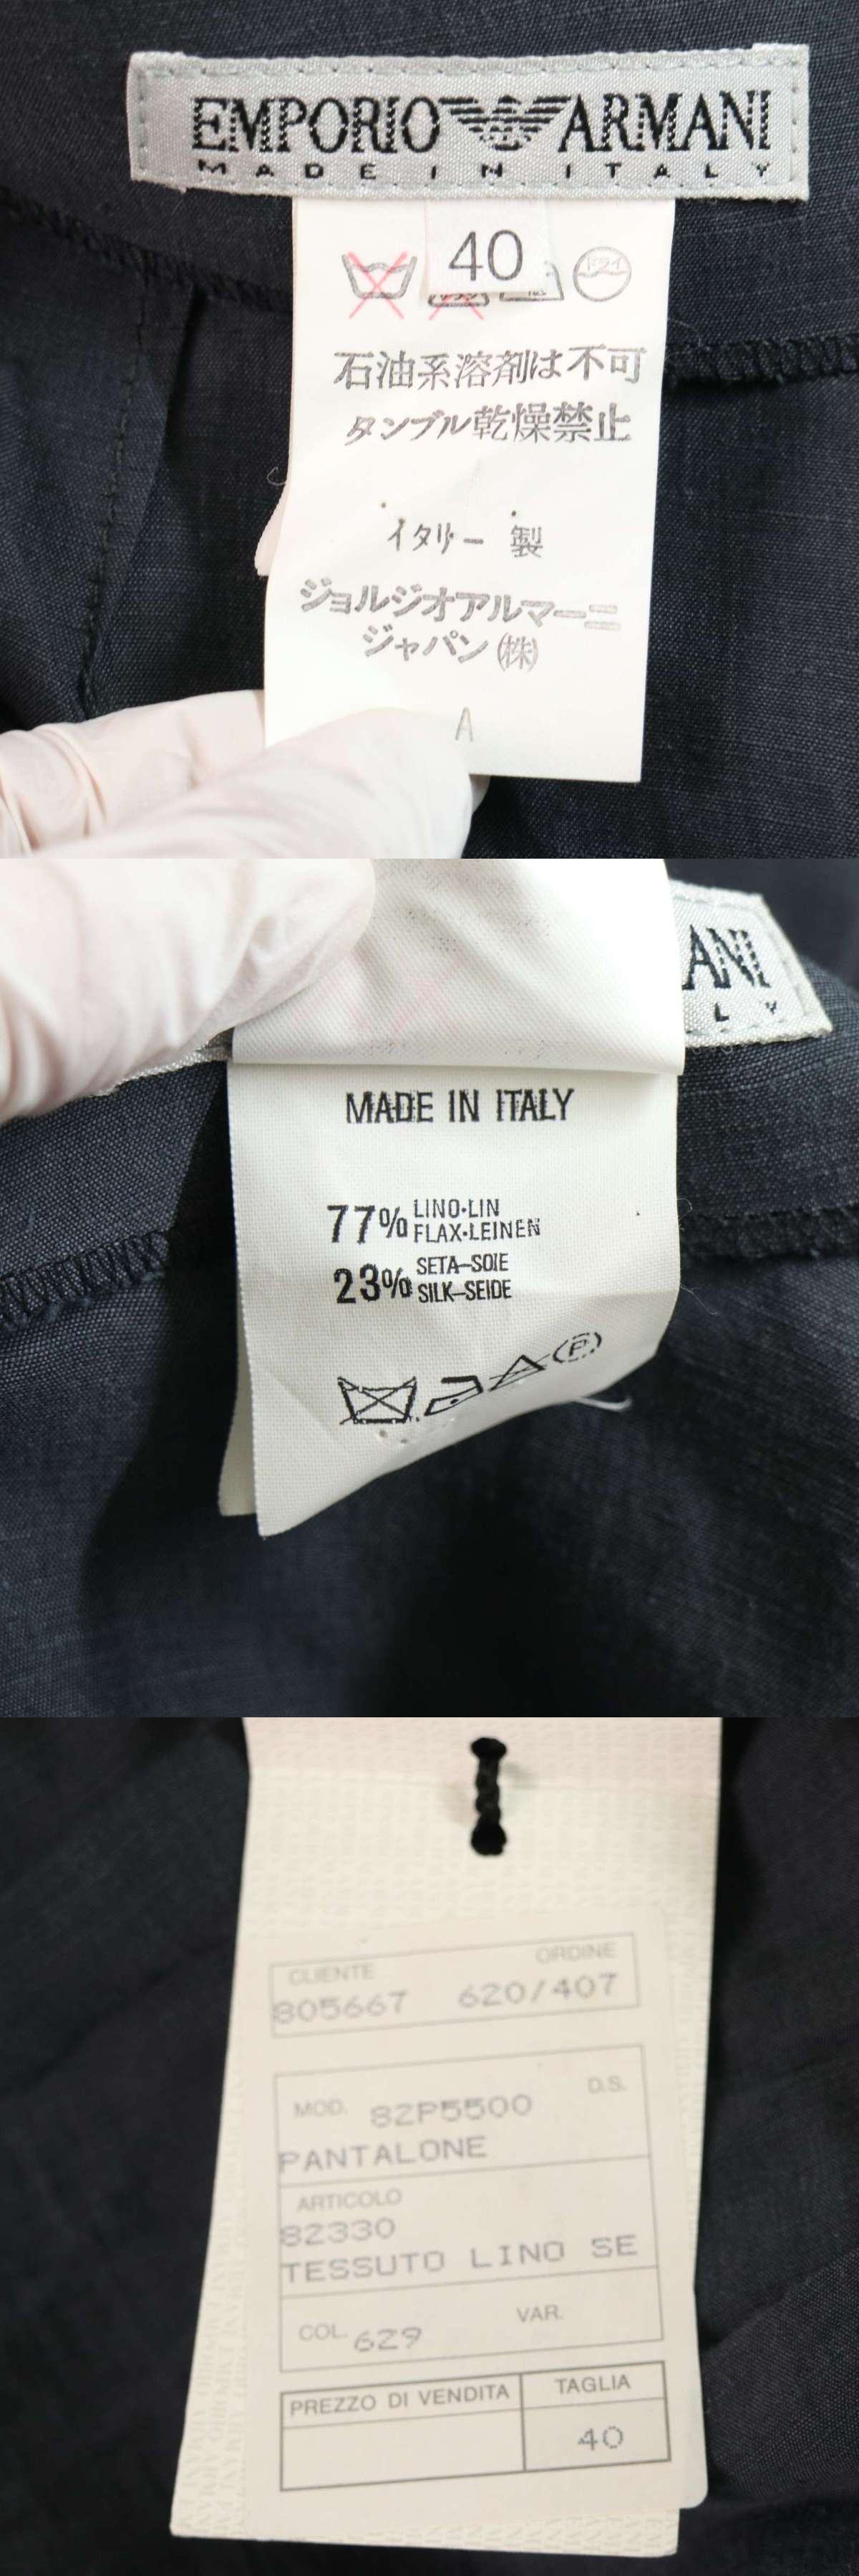 EMPORIO ARMANI
MADE IN ITALY
40
ドライ
石油系溶剤は不可
タンブル乾燥禁止
イタリー製
ジョルジオアルマーニ
ジャパン(株)
A
ANI
LY
MADE IN ITALY
77% LINO•LIN
FLAX•LEINEN
23% SETA–SOIE
SILK–SEIDE
P
CLIENTE ORDINE
805667 620/407
MOD. 82P5500 D.S.
PANTALONE
ARTICOLO
82330
TESSUTO LINO SE
COL. 629 VAR.
PREZZO DI VENDITA TAGLIA
40